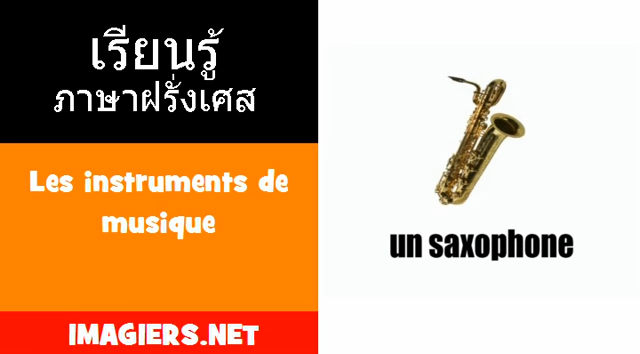 เรียนรู้
ภาษาฝรั่งเศส
Les instruments de
musique
IMAGIERS.NET
un saxophone